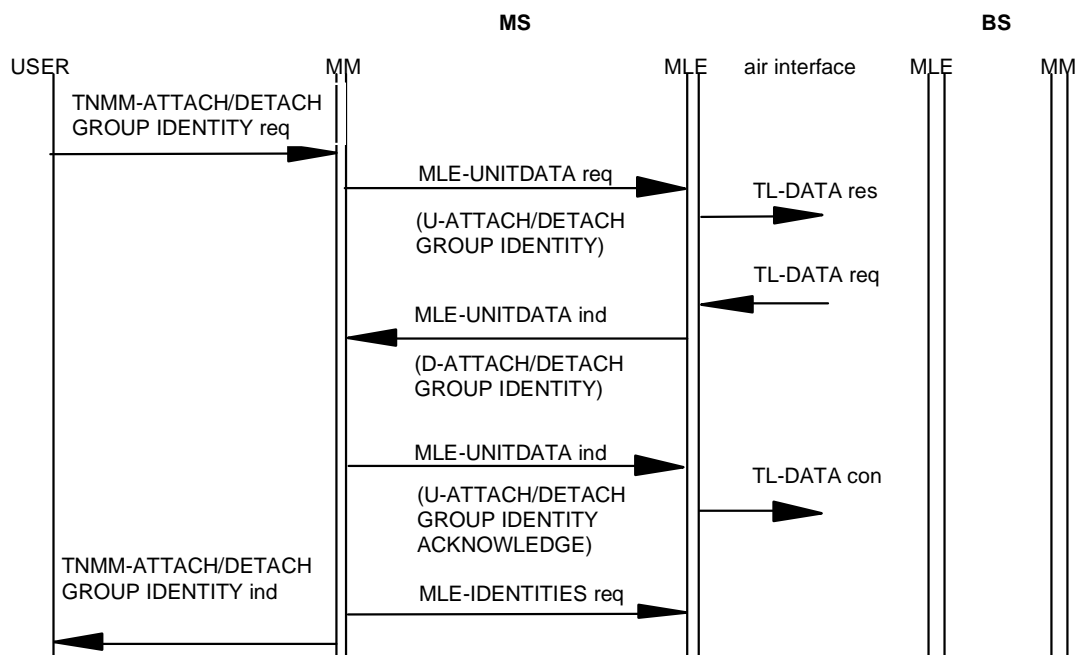 MS BS
USER MM MLE air interface MLE MM
TNMM-ATTACH/DETACH
GROUP IDENTITY req
MLE-UNITDATA req
TL-DATA res
(U-ATTACH/DETACH
GROUP IDENTITY)
TL-DATA req
MLE-UNITDATA ind
(D-ATTACH/DETACH
GROUP IDENTITY)
MLE-UNITDATA ind
TL-DATA con
(U-ATTACH/DETACH
GROUP IDENTITY
ACKNOWLEDGE)
TNMM-ATTACH/DETACH
GROUP IDENTITY ind
MLE-IDENTITIES req